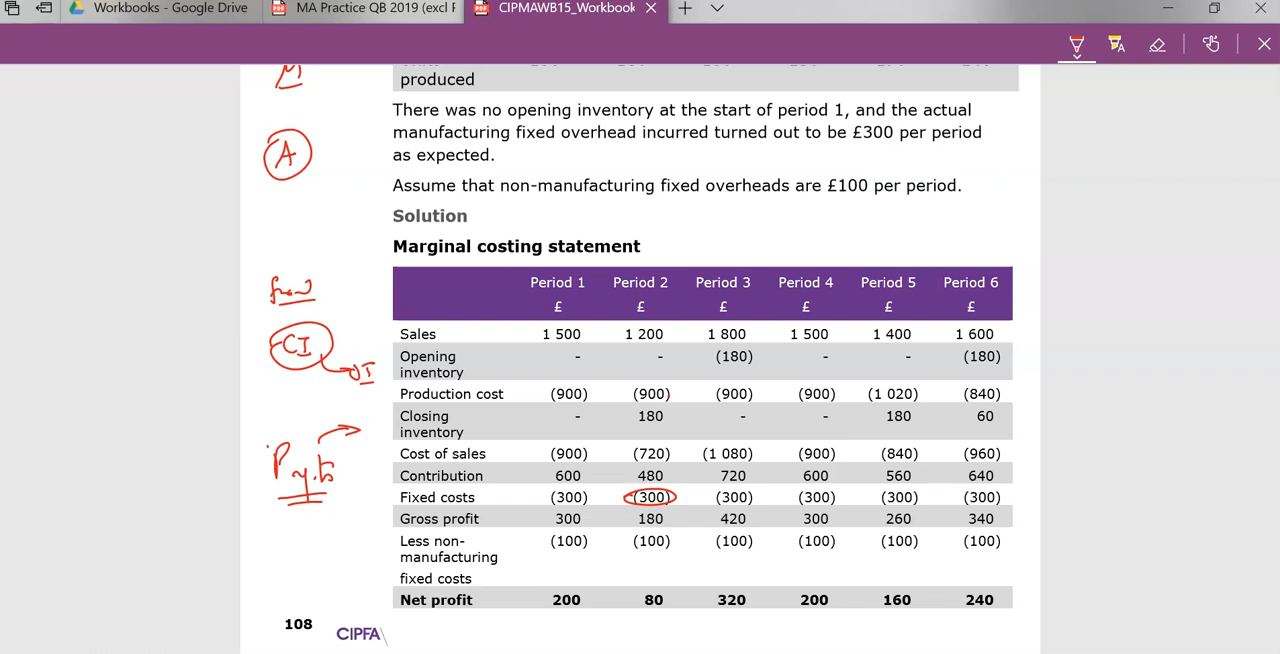 Workbooks - Google Drive MA Practice QB 2019 (excl F CIPMAWB15_Workbook
M
produced
There was no opening inventory at the start of period 1, and the actual
manufacturing fixed overhead incurred turned out to be £300 per period
as expected.
A
Assume that non-manufacturing fixed overheads are £100 per period.
Solution
Marginal costing statement
Period 1 Period 2 Period 3 Period 4 Period 5 Period 6
£ £ £ £ £ £
Sales 1 500 1 200 1 800 1 500 1 400 1 600
Opening inventory - - (180) - - (180)
CI
OI
Production cost (900) (900) (900) (900) (1 020) (840)
Closing inventory - 180 - - 180 60
Cost of sales (900) (720) (1 080) (900) (840) (960)
Contribution 600 480 720 600 560 640
Fixed costs (300) (300) (300) (300) (300) (300)
Gross profit 300 180 420 300 260 340
Less non-manufacturing fixed costs (100) (100) (100) (100) (100) (100)
Net profit 200 80 320 200 160 240
108
CIPFA